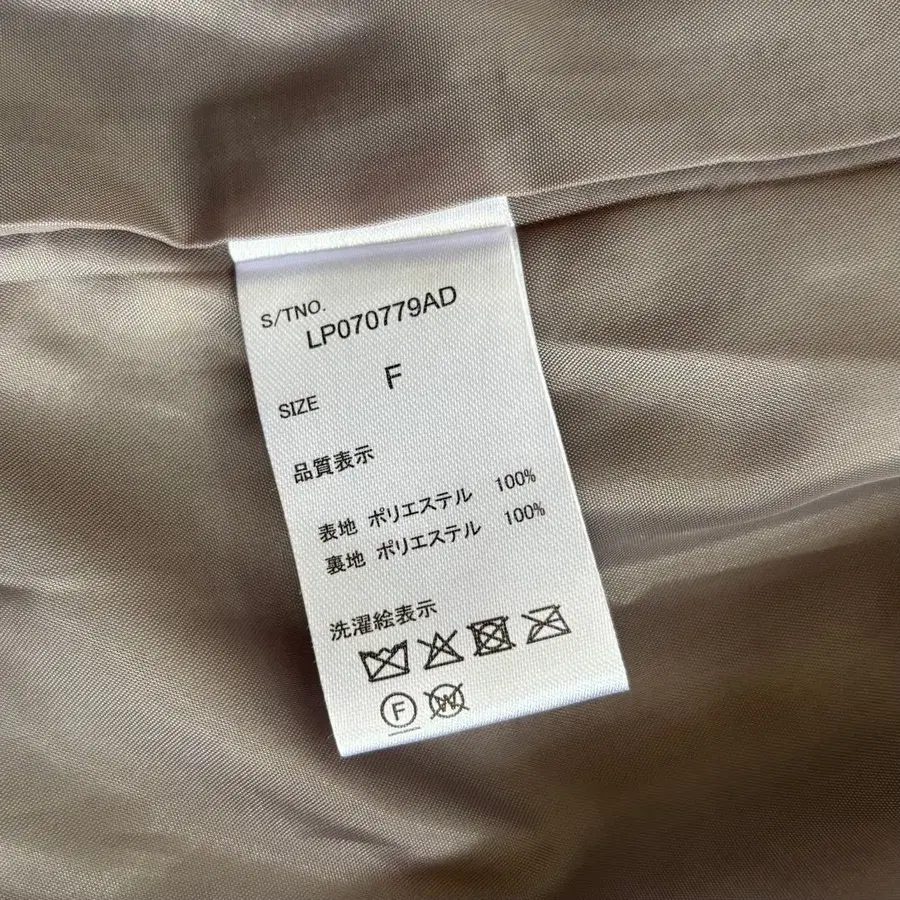 S/TNO.
LP070779AD
SIZE F
品質表示
表地 ポリエステル 100%
裏地 ポリエステル 100%
洗濯絵表示
F W